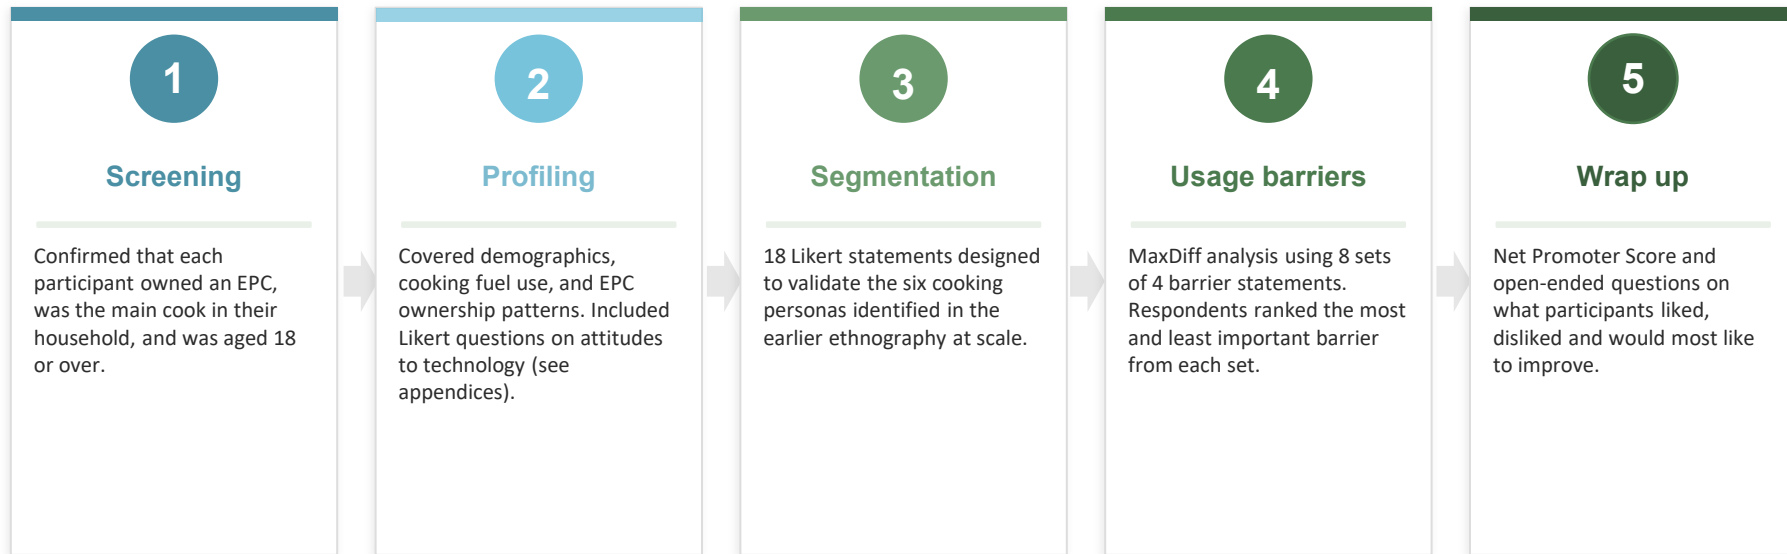 1
Screening
Confirmed that each
participant owned an EPC,
was the main cook in their
household, and was aged 18
or over.
2
Profiling
Covered demographics,
cooking fuel use, and EPC
ownership patterns. Included
Likert questions on attitudes
to technology (see
appendices).
3
Segmentation
18 Likert statements designed
to validate the six cooking
personas identified in the
earlier ethnography at scale.
4
Usage barriers
MaxDiff analysis using 8 sets
of 4 barrier statements.
Respondents ranked the most
and least important barrier
from each set.
5
Wrap up
Net Promoter Score and
open-ended questions on
what participants liked,
disliked and would most like
to improve.